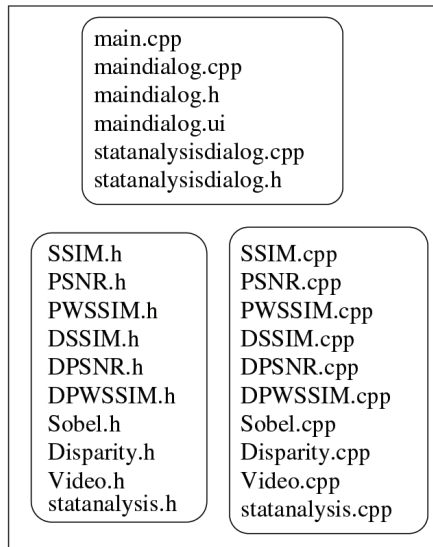 main.cpp
maindialog.cpp
maindialog.h
maindialog.ui
statanalysisdialog.cpp
statanalysisdialog.h
SSIM.h
PSNR.h
PWSSIM.h
DSSIM.h
DPSNR.h
DPWSSIM.h
Sobel.h
Disparity.h
Video.h
statanalysis.h
SSIM.cpp
PSNR.cpp
PWSSIM.cpp
DSSIM.cpp
DPSNR.cpp
DPWSSIM.cpp
Sobel.cpp
Disparity.cpp
Video.cpp
statanalysis.cpp